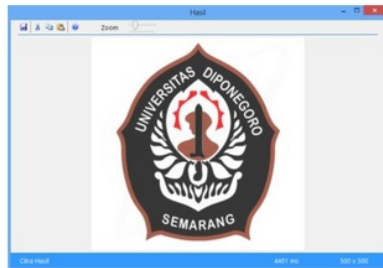 Hasil
Zoom
UNIVERSITAS DIPONEGORO
SEMARANG
Citra Hasil
4401 ms
500 x 500